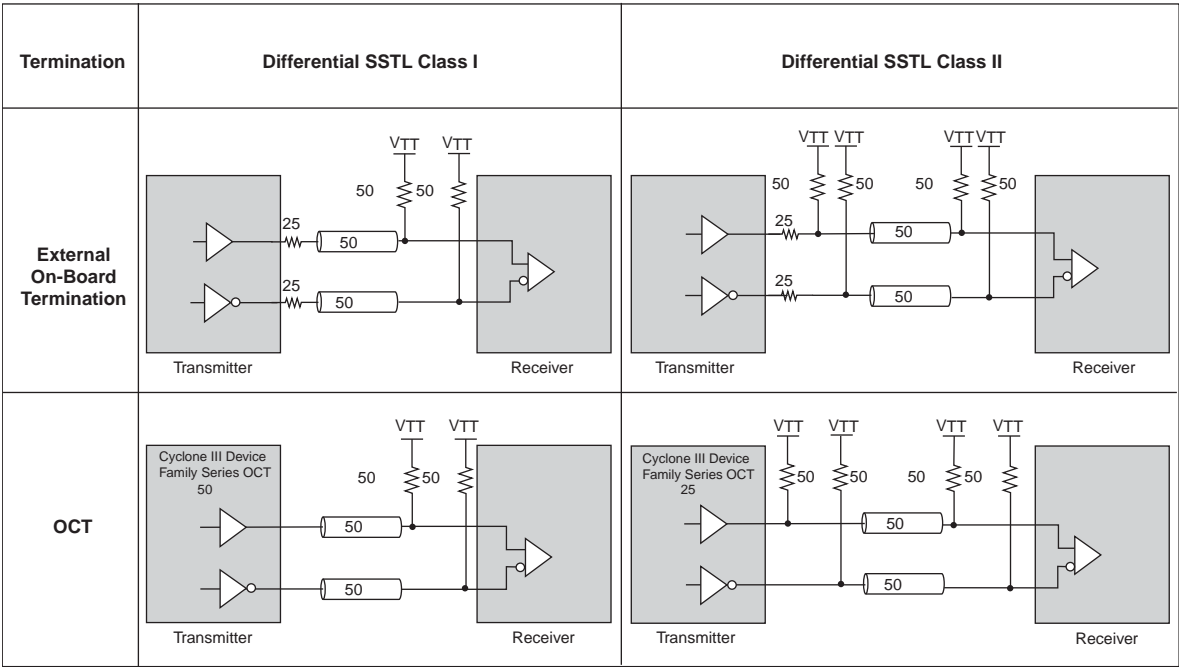 Termination
Differential SSTL Class I
Differential SSTL Class II
External
On-Board
Termination
VTT
VTT
50
50
25
50
25
50
Transmitter
Receiver
VTT
VTT
VTT
VTT
50
50
50
50
25
50
25
50
Transmitter
Receiver
OCT
Cyclone III Device
Family Series OCT
50
VTT
VTT
50
50
50
50
Transmitter
Receiver
Cyclone III Device
Family Series OCT
25
VTT
VTT
VTT
VTT
50
50
50
50
50
50
Transmitter
Receiver